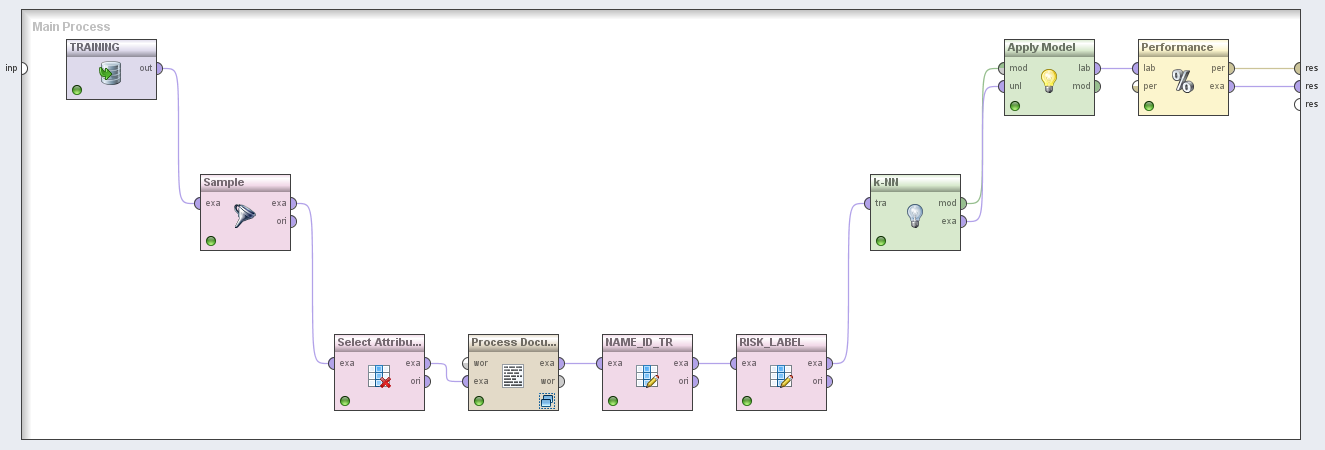 Main Process
TRAINING
out
inp
Sample
exa exa
ori
Select Attribu...
exa exa
ori
Process Docu...
wor exa
exa wor
NAME_ID_TR
exa exa
ori
RISK_LABEL
exa exa
ori
k-NN
tra mod
exa
Apply Model
mod lab
unl mod
Performance
lab per
per exa
%
res
res
res